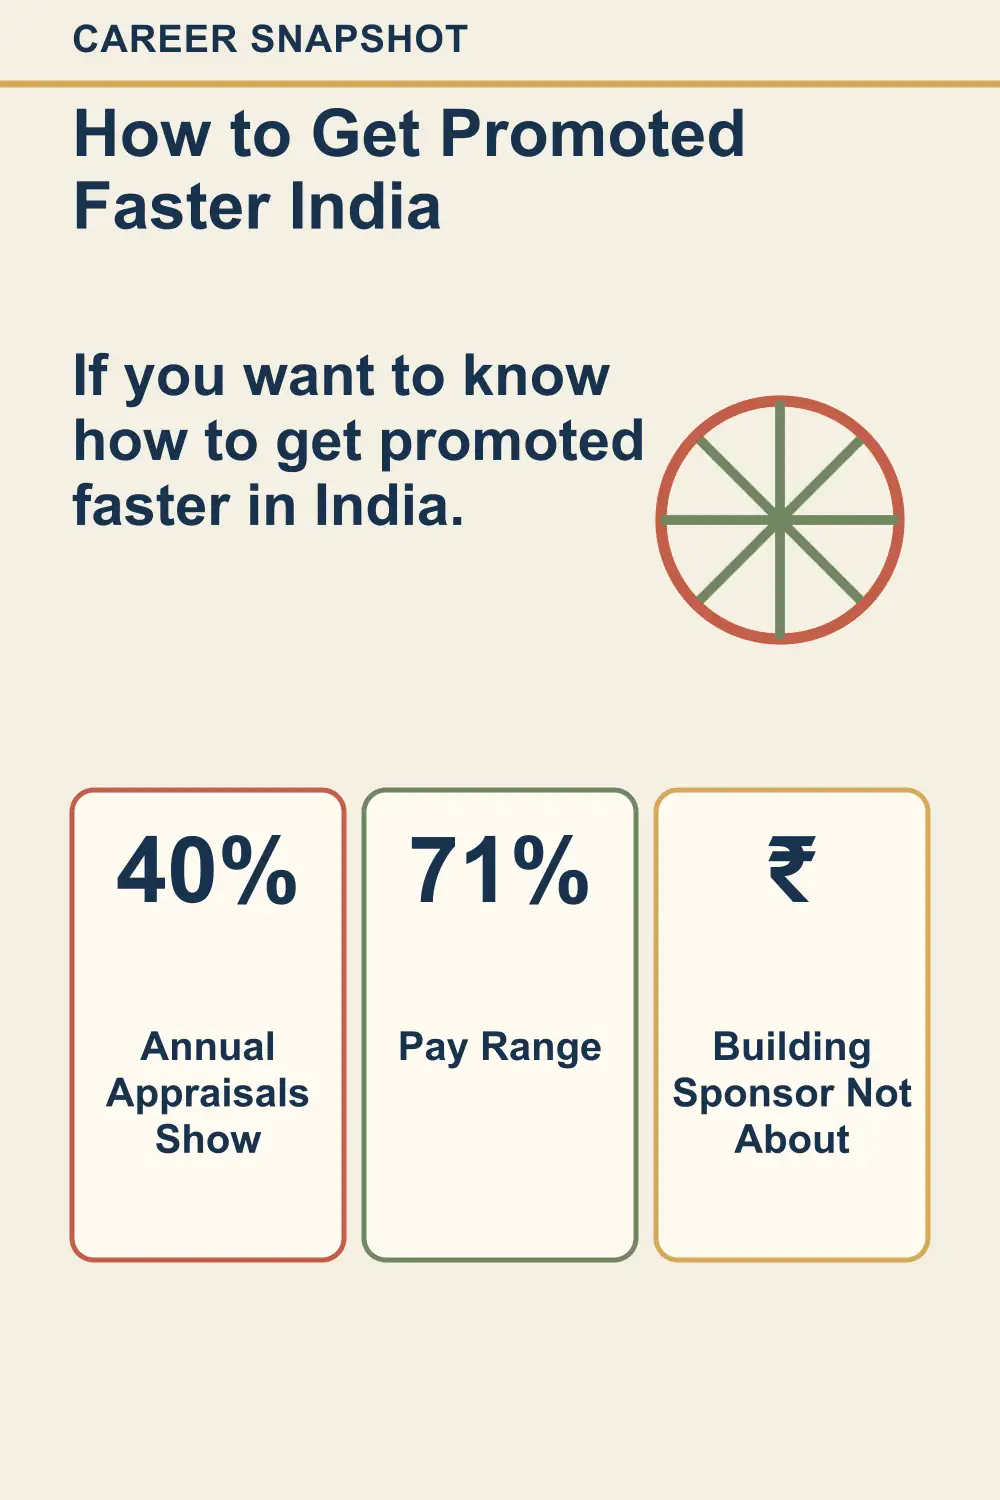 CAREER SNAPSHOT
How to Get Promoted
Faster India
If you want to know
how to get promoted
faster in India.
40%
Annual
Appraisals
Show
71%
Pay Range
₹
Building
Sponsor Not
About